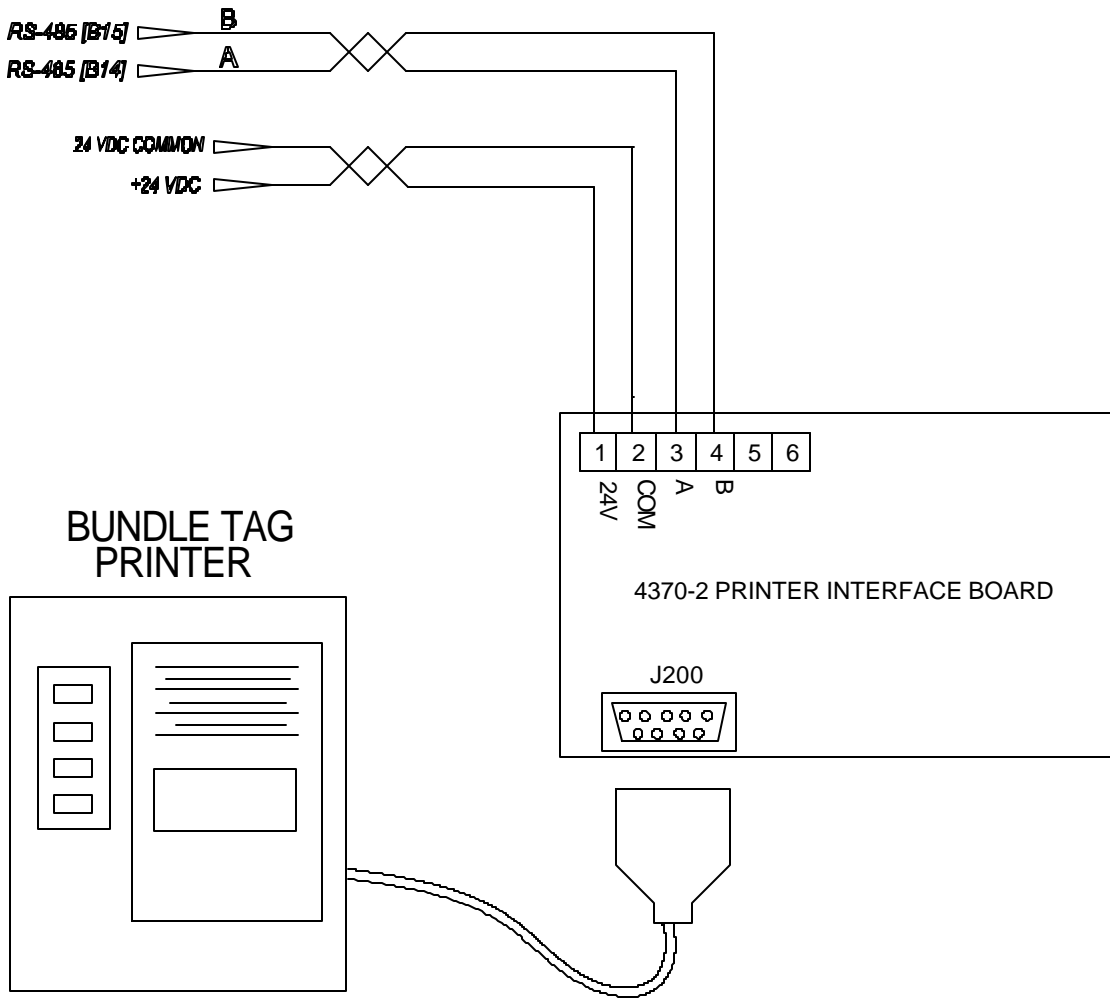 RS-485 [B15]
B
RS-485 [B14]
A
24 VDC COMMON
+24 VDC
1 2 3 4 5 6
24V
COM
A
B
BUNDLE TAG
PRINTER
4370-2 PRINTER INTERFACE BOARD
J200